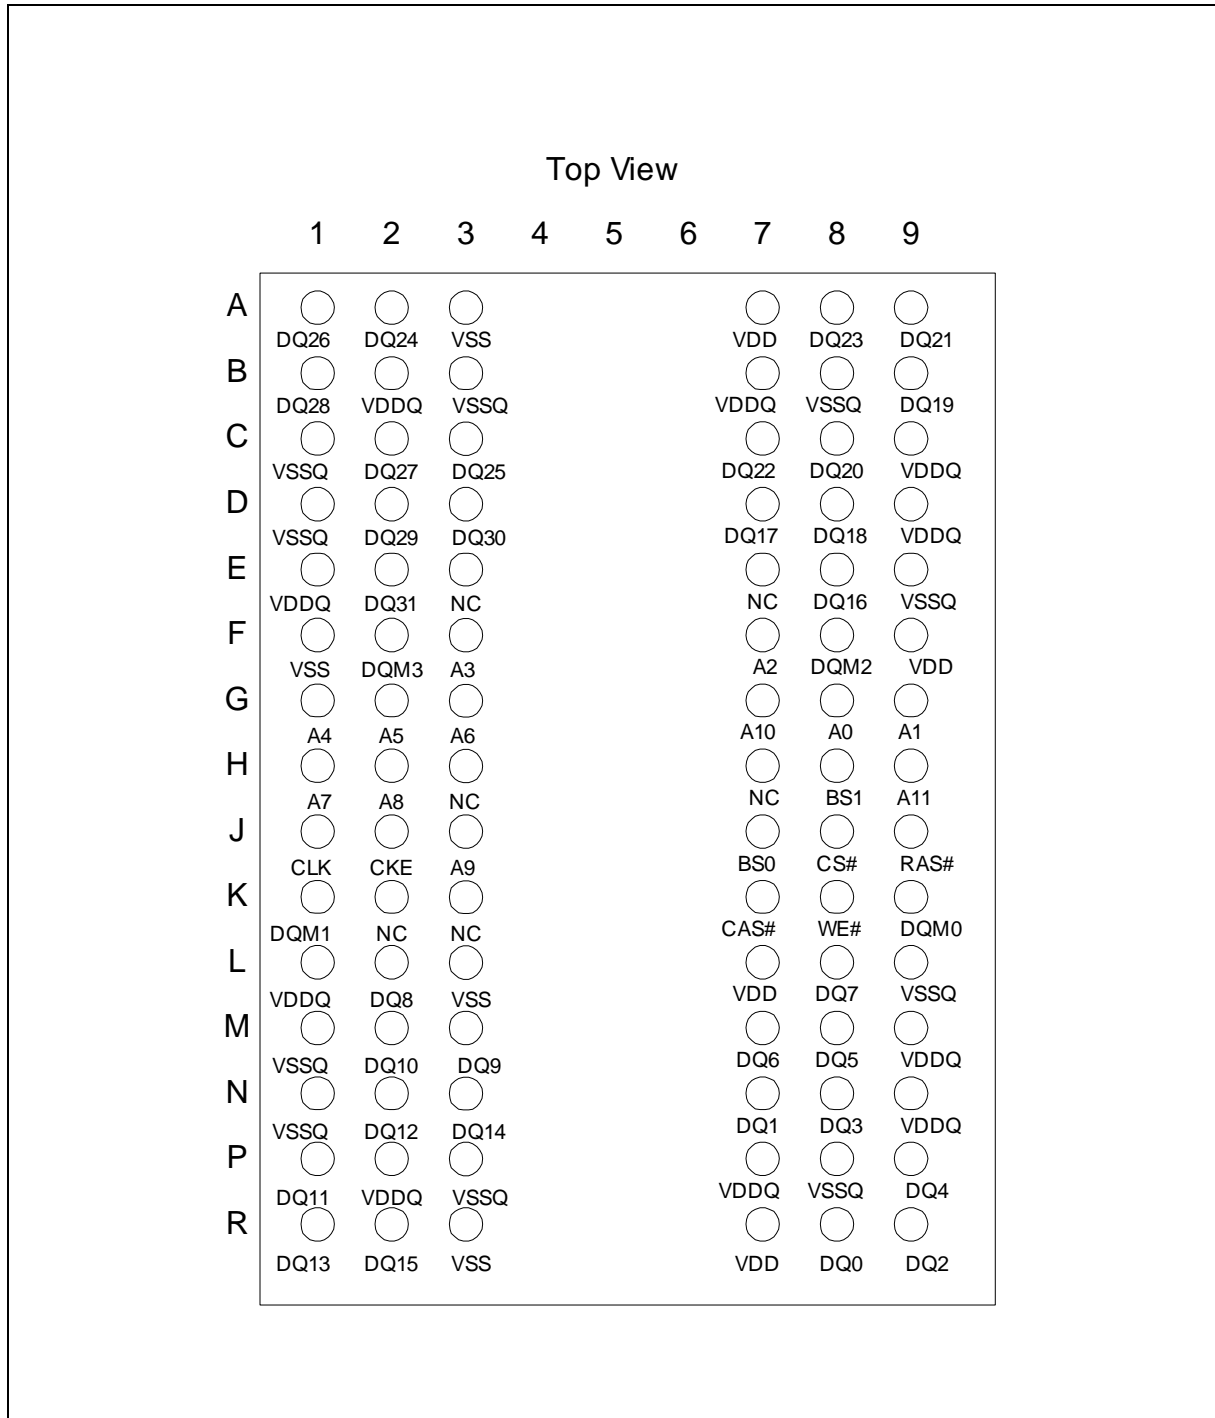 Top View
1 2 3 4 5 6 7 8 9
A
DQ26 DQ24 VSS VDD DQ23 DQ21
B
DQ28 VDDQ VSSQ VDDQ VSSQ DQ19
C
VSSQ DQ27 DQ25 DQ22 DQ20 VDDQ
D
VSSQ DQ29 DQ30 DQ17 DQ18 VDDQ
E
VDDQ DQ31 NC NC DQ16 VSSQ
F
VSS DQM3 A3 A2 DQM2 VDD
G
A4 A5 A6 A10 A0 A1
H
A7 A8 NC NC BS1 A11
J
CLK CKE A9 BS0 CS# RAS#
K
DQM1 NC NC CAS# WE# DQM0
L
VDDQ DQ8 VSS VDD DQ7 VSSQ
M
VSSQ DQ10 DQ9 DQ6 DQ5 VDDQ
N
VSSQ DQ12 DQ14 DQ1 DQ3 VDDQ
P
DQ11 VDDQ VSSQ VDDQ VSSQ DQ4
R
DQ13 DQ15 VSS VDD DQ0 DQ2